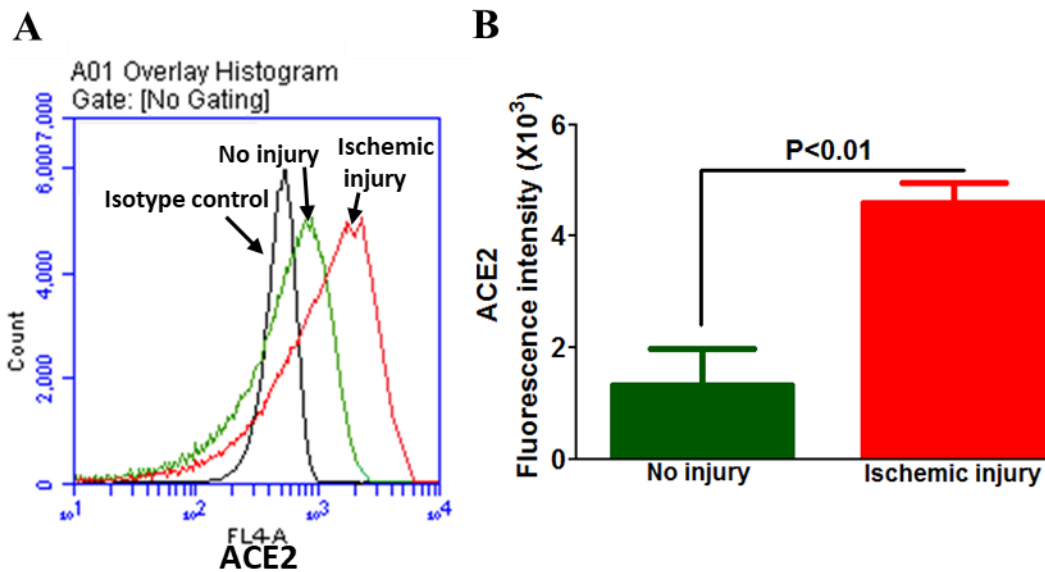 A
A01 Overlay Histogram
Gate: [No Gating]
No injury
Ischemic
injury
Isotype control
Count
0
2,000
4,000
6,000
7,000
10¹
10²
10³
10⁴
FL4-A
ACE2
B
ACE2
Fluorescence intensity (X10³)
6
4
2
0
P<0.01
No injury
Ischemic injury